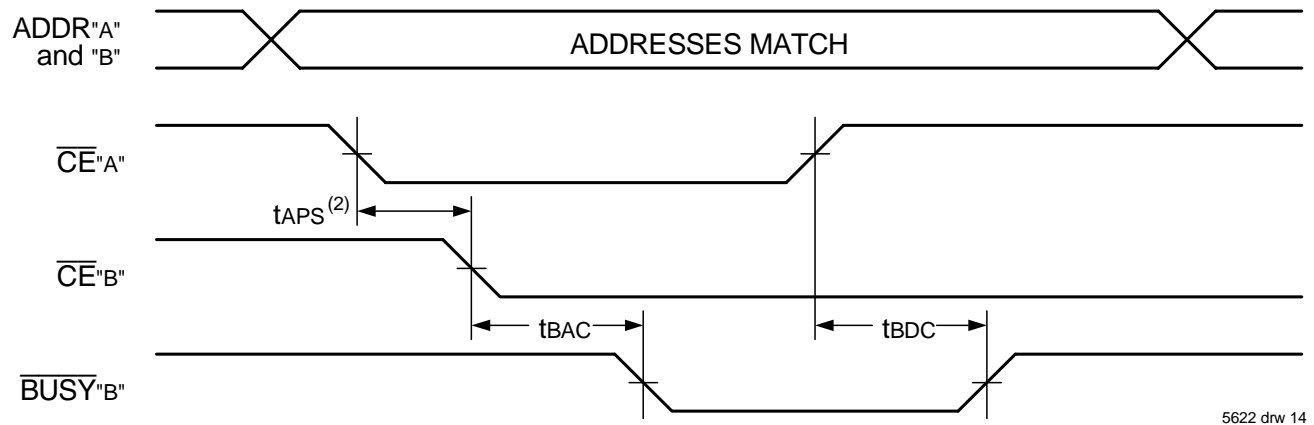 ADDR"A"
and "B"
ADDRESSES MATCH
CE"A"
tAPS(2)
CE"B"
tBAC
tBDC
BUSY"B"
5622 drw 14